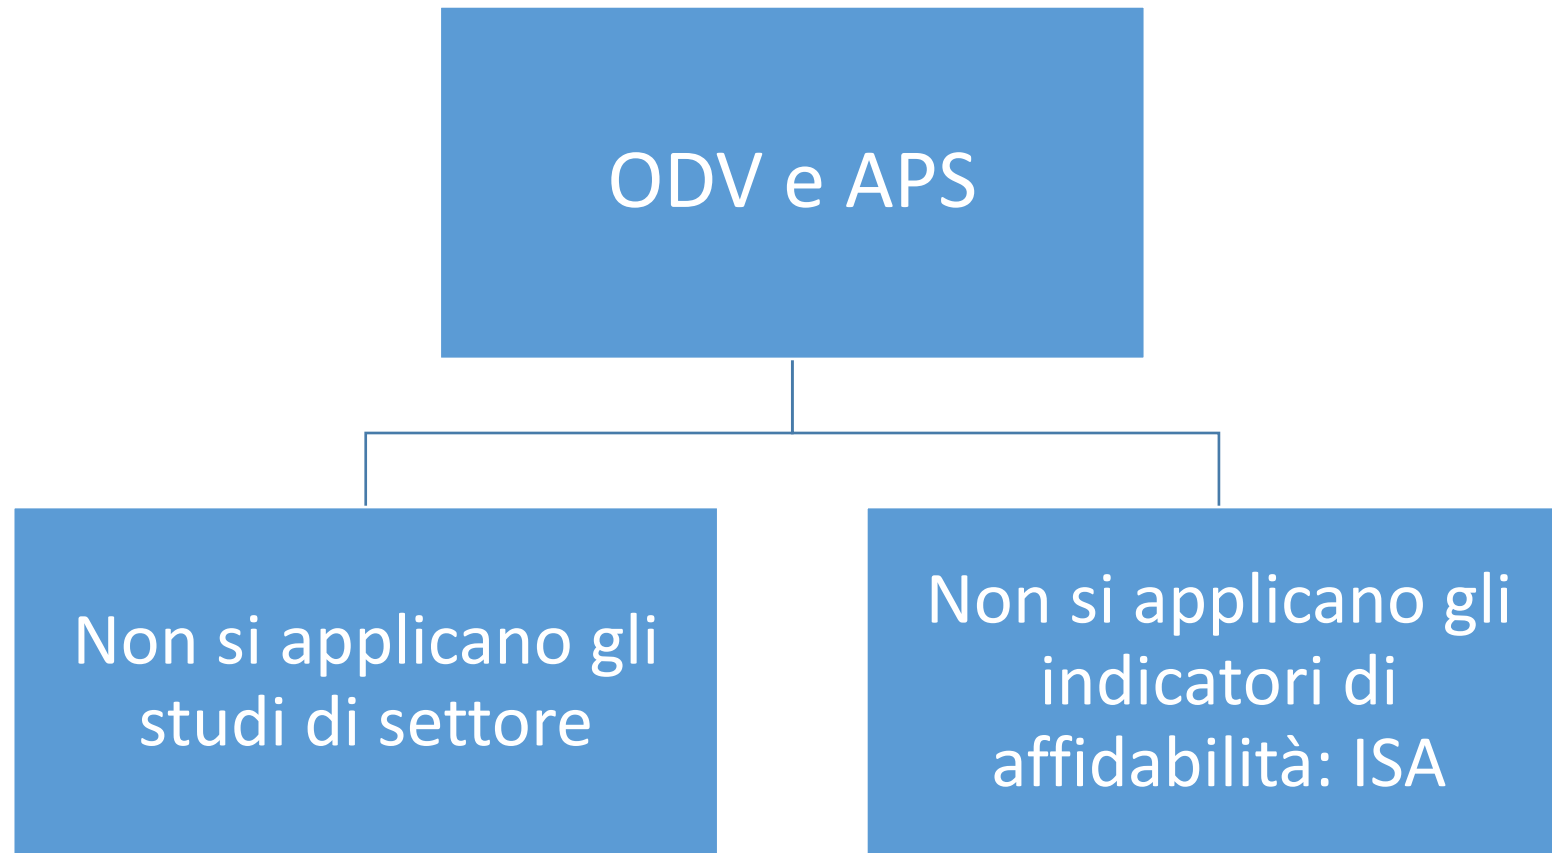 ODV e APS
Non si applicano gli
studi di settore
Non si applicano gli
indicatori di
affidabilità: ISA